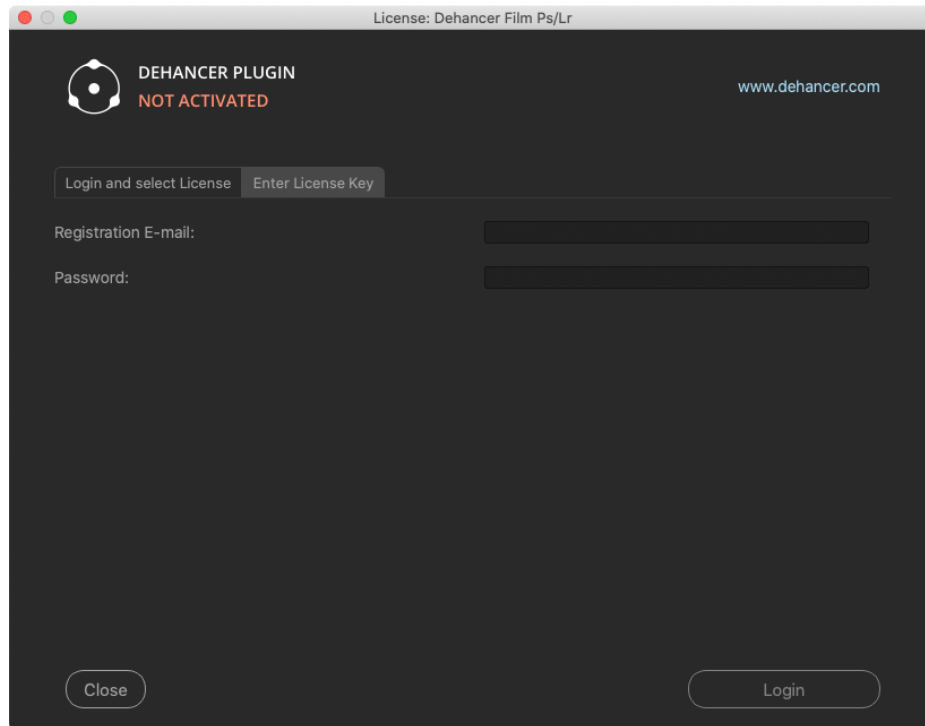 License: Dehancer Film Ps/Lr
DEHANCER PLUGIN
NOT ACTIVATED
www.dehancer.com
Login and select License Enter License Key
Registration E-mail:
Password:
Close Login